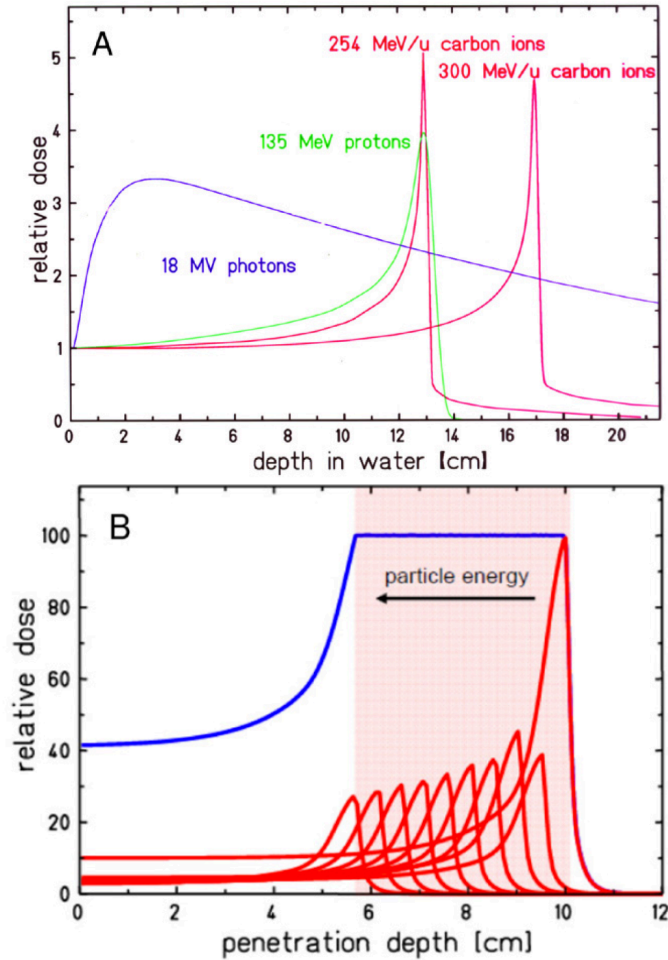 A
254 MeV/u carbon ions
300 MeV/u carbon ions
135 MeV protons
18 MV photons
relative dose
5
4
3
2
1
0
0 2 4 6 8 10 12 14 16 18 20
depth in water [cm]
B
particle energy
relative dose
100
80
60
40
20
0
0 2 4 6 8 10 12
penetration depth [cm]